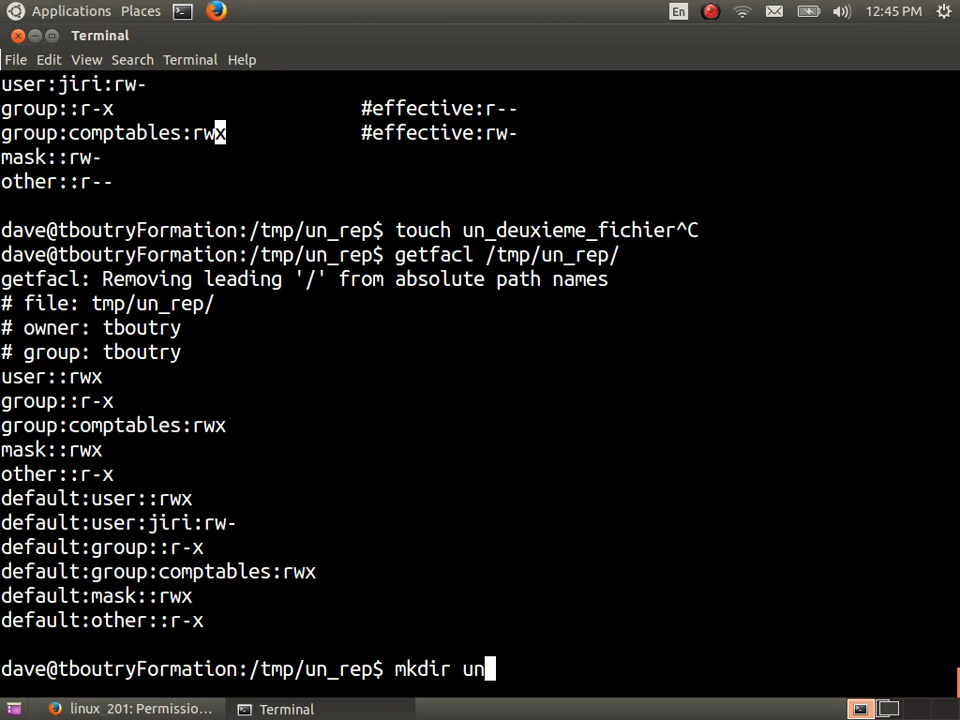 Applications Places En 12:45 PM
Terminal
File Edit View Search Terminal Help
user:jiri:rw-
group::r-x #effective:r--
group:comptables:rwx #effective:rw-
mask::rw-
other::r--
dave@tboutryFormation:/tmp/un_rep$ touch un_deuxieme_fichier^C
dave@tboutryFormation:/tmp/un_rep$ getfacl /tmp/un_rep/
getfacl: Removing leading '/' from absolute path names
# file: tmp/un_rep/
# owner: tboutry
# group: tboutry
user::rwx
group::r-x
group:comptables:rwx
mask::rwx
other::r-x
default:user::rwx
default:user:jiri:rw-
default:group::r-x
default:group:comptables:rwx
default:mask::rwx
default:other::r-x
dave@tboutryFormation:/tmp/un_rep$ mkdir un
linux_201: Permissio... Terminal